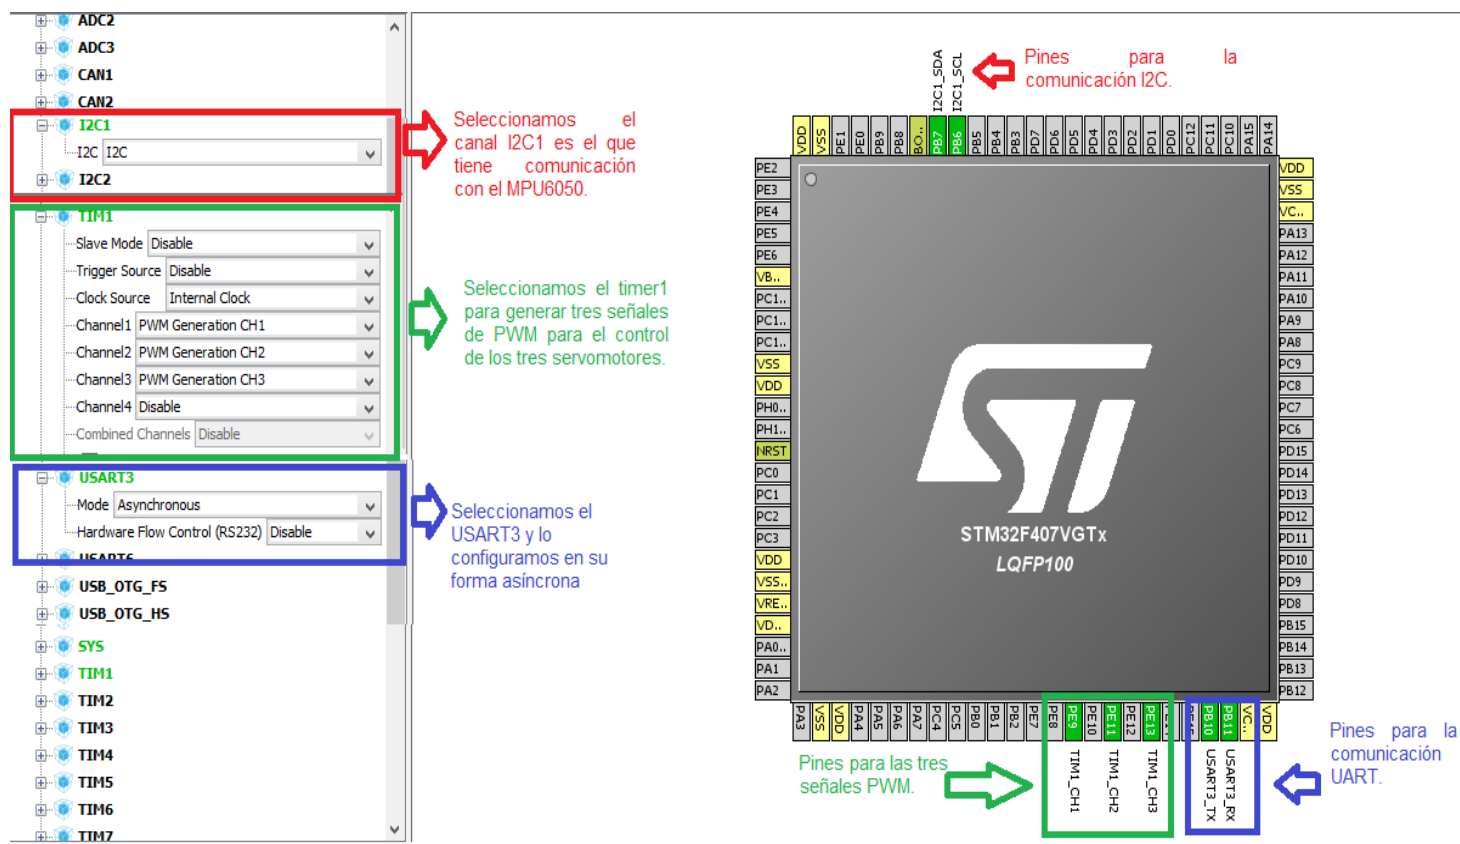 ADC2
ADC3
CAN1
CAN2
I2C1
I2C I2C
I2C2
TIM1
Slave Mode Disable
Trigger Source Disable
Clock Source Internal Clock
Channel1 PWM Generation CH1
Channel2 PWM Generation CH2
Channel3 PWM Generation CH3
Channel4 Disable
Combined Channels Disable
USART3
Mode Asynchronous
Hardware Flow Control (RS232) Disable
USART6
USB_OTG_FS
USB_OTG_HS
SYS
TIM1
TIM2
TIM3
TIM4
TIM5
TIM6
TIM7
Seleccionamos el
canal I2C1 es el que
tiene comunicación
con el MPU6050.
Seleccionamos el timer1
para generar tres señales
de PWM para el control
de los tres servomotores.
Seleccionamos el
USART3 y lo
configuramos en su
forma asíncrona
Pines para la
comunicación I2C.
I2C1_SDA
I2C1_SCL
VDD
VSS
PE1
PE0
PB9
PB8
BO..
PB7
PB6
PB5
PB4
PB3
PD7
PD6
PD5
PD4
PD3
PD2
PD1
PD0
PC12
PC11
PC10
PA15
PA14
PE2
PE3
PE4
PE5
PE6
VB..
PC1..
PC1..
PC1..
VSS
VDD
PH0..
PH1..
NRST
PC0
PC1
PC2
PC3
VDD
VSS..
VRE..
VD..
PA0..
PA1
PA2
STM32F407VGTx
LQFP100
VDD
VSS
VC..
PA13
PA12
PA11
PA10
PA9
PA8
PC9
PC8
PC7
PC6
PD15
PD14
PD13
PD12
PD11
PD10
PD9
PD8
PB15
PB14
PB13
PB12
PA3
VSS
VDD
PA4
PA5
PA6
PA7
PC4
PC5
PB0
PB1
PB2
PE7
PE8
PE9
PE10
PE11
PE12
PE13
PB10
PB11
VC..
VDD
TIM1_CH1
TIM1_CH2
TIM1_CH3
USART3_TX
USART3_RX
Pines para las tres
señales PWM.
Pines para la
comunicación
UART.